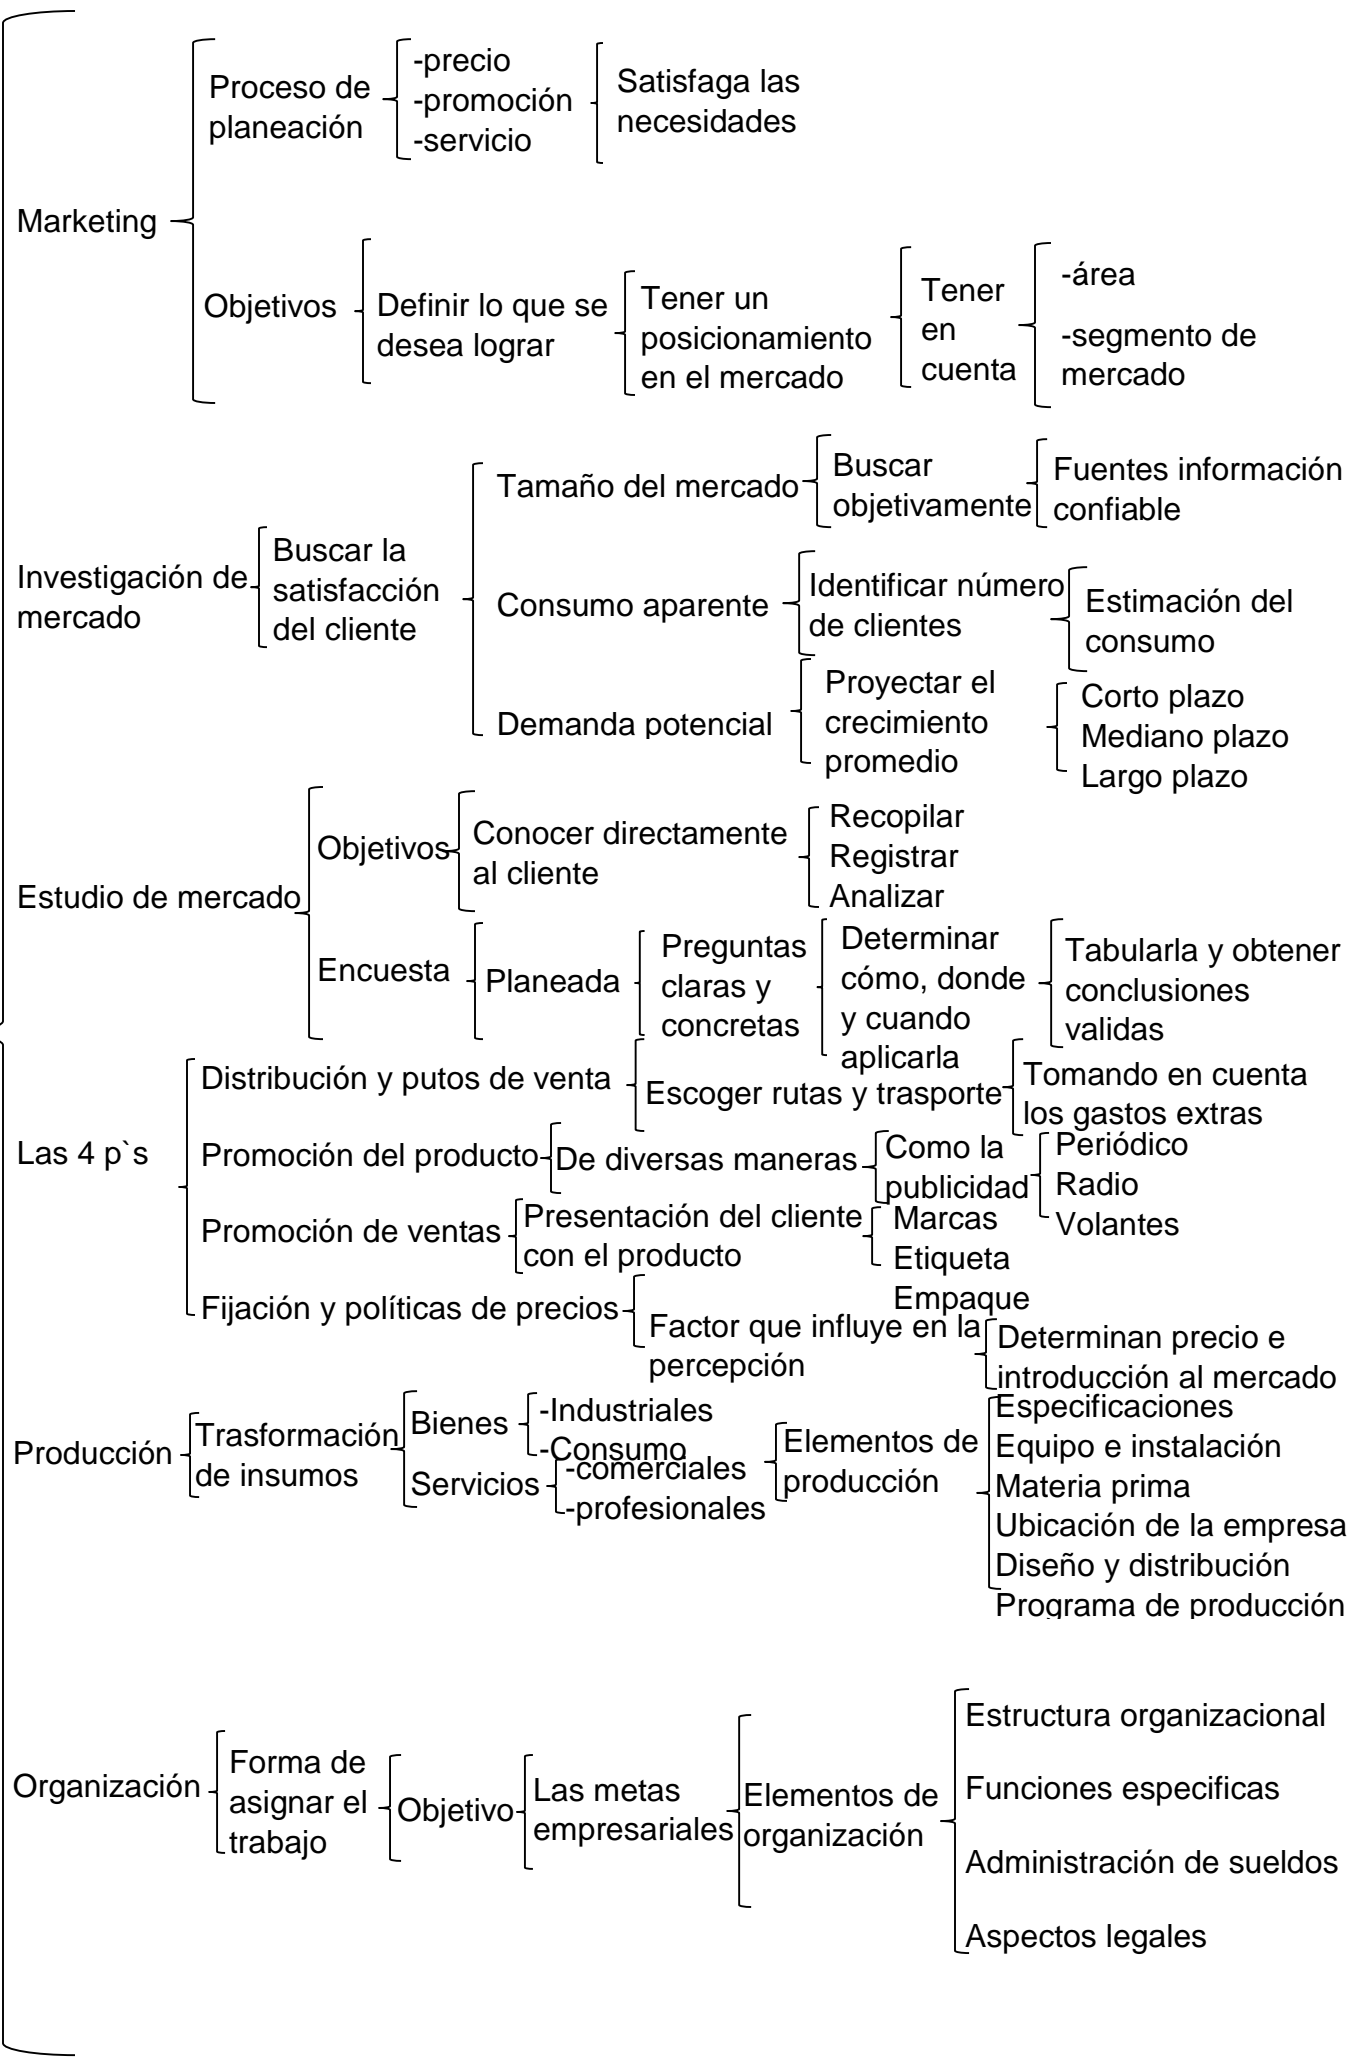 Marketing
Proceso de
planeación
-precio
-promoción
-servicio
Satisfaga las
necesidades
Objetivos
Definir lo que se
desea lograr
Tener un
posicionamiento
en el mercado
Tener
en
cuenta
-área
-segmento de
mercado
Investigación de
mercado
Buscar la
satisfacción
del cliente
Tamaño del mercado
Buscar
objetivamente
Fuentes información
confiable
Consumo aparente
Identificar número
de clientes
Estimación del
consumo
Demanda potencial
Proyectar el
crecimiento
promedio
Corto plazo
Mediano plazo
Largo plazo
Estudio de mercado
Objetivos
Conocer directamente
al cliente
Recopilar
Registrar
Analizar
Encuesta
Planeada
Preguntas
claras y
concretas
Determinar
cómo, donde
y cuando
aplicarla
Tabularla y obtener
conclusiones
validas
Las 4 p`s
Distribución y putos de venta
Escoger rutas y trasporte
Tomando en cuenta
los gastos extras
Promoción del producto
De diversas maneras
Como la
publicidad
Periódico
Radio
Volantes
Promoción de ventas
Presentación del cliente
con el producto
Marcas
Etiqueta
Empaque
Fijación y políticas de precios
Factor que influye en la
percepción
Determinan precio e
introducción al mercado
Producción
Trasformación
de insumos
Bienes
-Industriales
-Consumo
Servicios
-comerciales
-profesionales
Elementos de
producción
Especificaciones
Equipo e instalación
Materia prima
Ubicación de la empresa
Diseño y distribución
Programa de producción
Organización
Forma de
asignar el
trabajo
Objetivo
Las metas
empresariales
Elementos de
organización
Estructura organizacional
Funciones especificas
Administración de sueldos
Aspectos legales